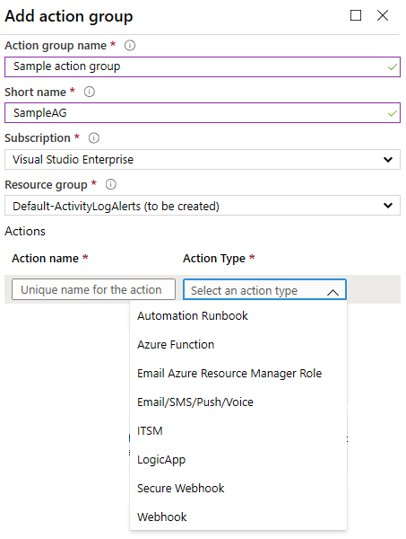 Add action group
Action group name *
Sample action group
Short name *
SampleAG
Subscription *
Visual Studio Enterprise
Resource group *
Default-ActivityLogAlerts (to be created)
Actions
Action name * Action Type *
Unique name for the action Select an action type
Automation Runbook
Azure Function
Email Azure Resource Manager Role
Email/SMS/Push/Voice
ITSM
LogicApp
Secure Webhook
Webhook